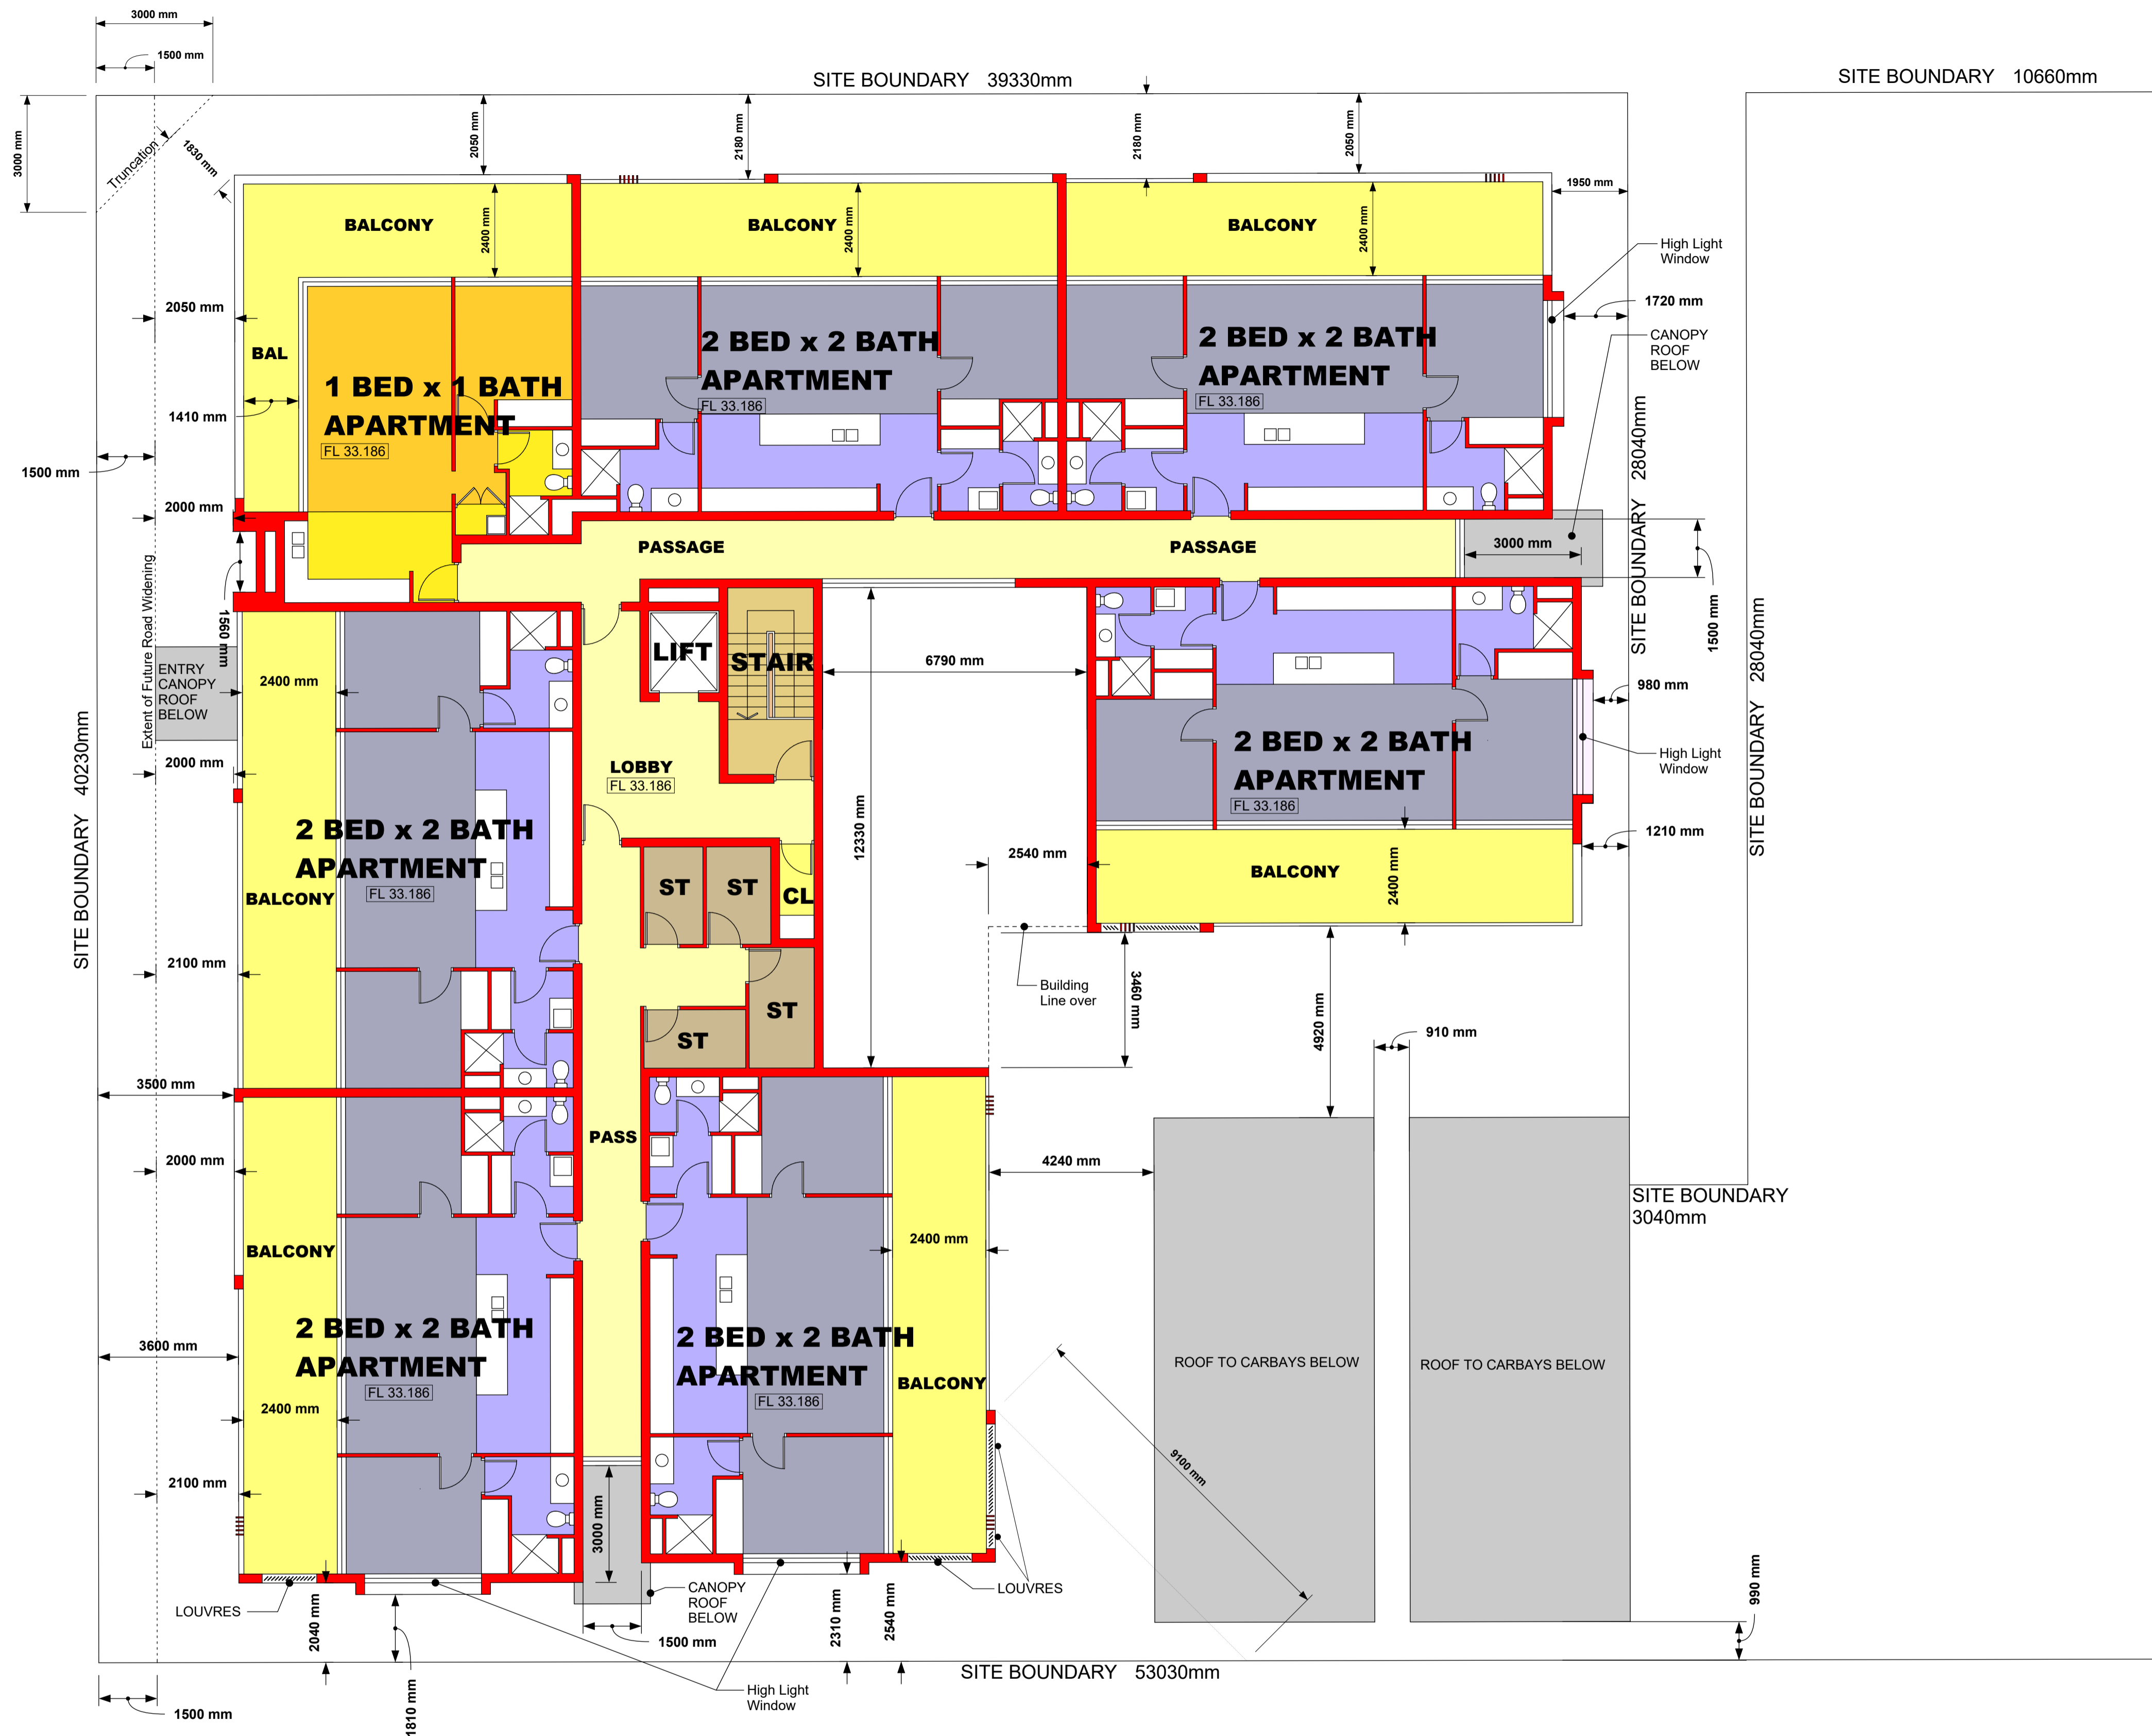 3000 mm
1500 mm
SITE BOUNDARY 39330mm
SITE BOUNDARY 10660mm
3000 mm
Truncation
1830 mm
2050 mm
2180 mm
2180 mm
2050 mm
1950 mm
BALCONY
2400 mm
BALCONY
2400 mm
BALCONY
2400 mm
High Light
Window
2050 mm
1720 mm
BAL
CANOPY
ROOF
BELOW
1 BED x 1 BATH
APARTMENT
FL 33.186
2 BED x 2 BATH
APARTMENT
FL 33.186
2 BED x 2 BATH
APARTMENT
FL 33.186
1410 mm
1500 mm
2000 mm
SITE BOUNDARY 28040mm
PASSAGE
PASSAGE
3000 mm
1500 mm
1560 mm
Extent of Future Road Widening
ENTRY
CANOPY
ROOF
BELOW
2400 mm
LIFT
STAIR
6790 mm
980 mm
SITE BOUNDARY 28040mm
2000 mm
LOBBY
FL 33.186
2 BED x 2 BATH
APARTMENT
FL 33.186
High Light
Window
SITE BOUNDARY 40230mm
2 BED x 2 BATH
APARTMENT
FL 33.186
BALCONY
12330 mm
2540 mm
1210 mm
BALCONY
2400 mm
ST
ST
CL
2100 mm
ST
ST
Building
Line over
3460 mm
4920 mm
910 mm
3500 mm
PASS
2000 mm
4240 mm
SITE BOUNDARY
3040mm
BALCONY
2400 mm
2 BED x 2 BATH
APARTMENT
FL 33.186
2 BED x 2 BATH
APARTMENT
FL 33.186
BALCONY
3600 mm
2400 mm
ROOF TO CARBAYS BELOW
ROOF TO CARBAYS BELOW
9100 mm
2100 mm
3000 mm
LOUVRES
CANOPY
ROOF
BELOW
LOUVRES
2040 mm
1500 mm
2310 mm
2540 mm
990 mm
SITE BOUNDARY 53030mm
1500 mm
1810 mm
High Light
Window